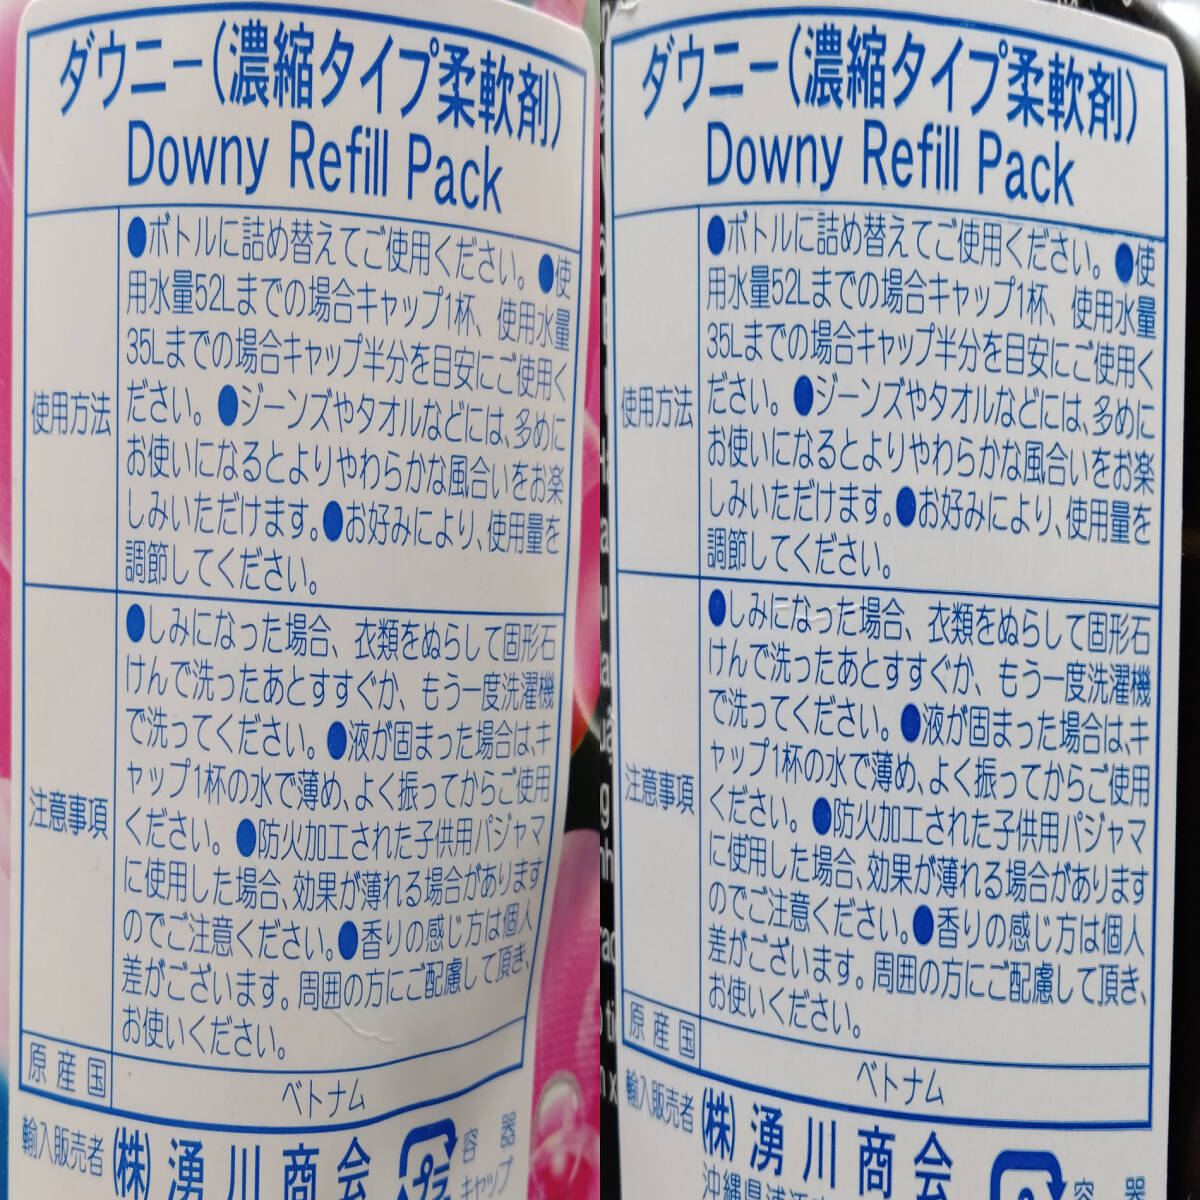 ダウニー(濃縮タイプ柔軟剤)
Downy Refill Pack
使用方法
●ボトルに詰め替えてご使用ください。●使
用水量52Lまでの場合キャップ1杯、使用水量
35Lまでの場合キャップ半分を目安にご使用く
ださい。●ジーンズやタオルなどには、多めに
お使いになるとよりやわらかな風合いをお楽
しみいただけます。●お好みにより、使用量を
調節してください。
注意事項
●しみになった場合、衣類をぬらして固形石
けんで洗ったあとすすぐか、もう一度洗濯機
で洗ってください。●液が固まった場合は、キ
ャップ1杯の水で薄め、よく振ってからご使用
ください。●防火加工された子供用パジャマ
に使用した場合、効果が薄れる場合があります
のでご注意ください。●香りの感じ方は個人
差がございます。周囲の方にご配慮して頂き、
お使いください。
原産国
ベトナム
輸入販売者
(株)湧川商会
プラ
容器
キャップ
ダウニー(濃縮タイプ柔軟剤)
Downy Refill Pack
使用方法
●ボトルに詰め替えてご使用ください。●使
用水量52Lまでの場合キャップ1杯、使用水量
35Lまでの場合キャップ半分を目安にご使用く
ださい。●ジーンズやタオルなどには、多めに
お使いになるとよりやわらかな風合いをお楽
しみいただけます。●お好みにより、使用量を
調節してください。
注意事項
●しみになった場合、衣類をぬらして固形石
けんで洗ったあとすすぐか、もう一度洗濯機
で洗ってください。●液が固まった場合は、キ
ャップ1杯の水で薄め、よく振ってからご使用
ください。●防火加工された子供用パジャマ
に使用した場合、効果が薄れる場合があります
のでご注意ください。●香りの感じ方は個人
差がございます。周囲の方にご配慮して頂き、
お使いください。
原産国
ベトナム
輸入販売者
(株)湧川商会
容器